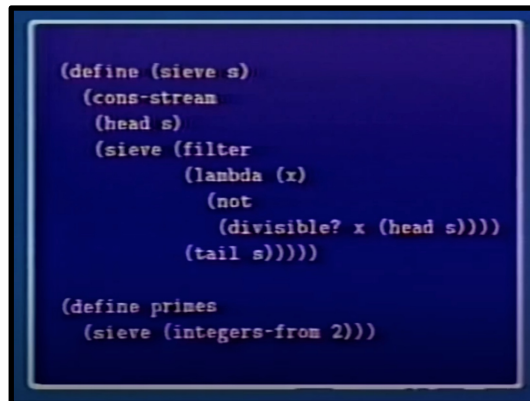 (define (sieve s)
(cons-stream
(head s)
(sieve (filter
(lambda (x)
(not
(divisible? x (head s))))
(tail s)))))
(define primes
(sieve (integers-from 2)))